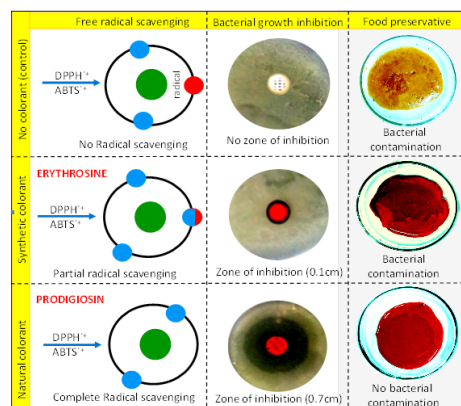 Free radical scavenging
Bacterial growth inhibition
Food preservative
No colorant (control)
DPPH˙⁺
ABTS˙⁺
radical
No Radical scavenging
No zone of inhibition
Bacterial
contamination
Synthetic colorant
ERYTHROSINE
DPPH˙⁺
ABTS˙⁺
Partial radical scavenging
Zone of inhibition (0.1cm)
Bacterial
contamination
Natural colorant
PRODIGIOSIN
DPPH˙⁺
ABTS˙⁺
Complete Radical scavenging
Zone of inhibition (0.7cm)
No bacterial
contamination